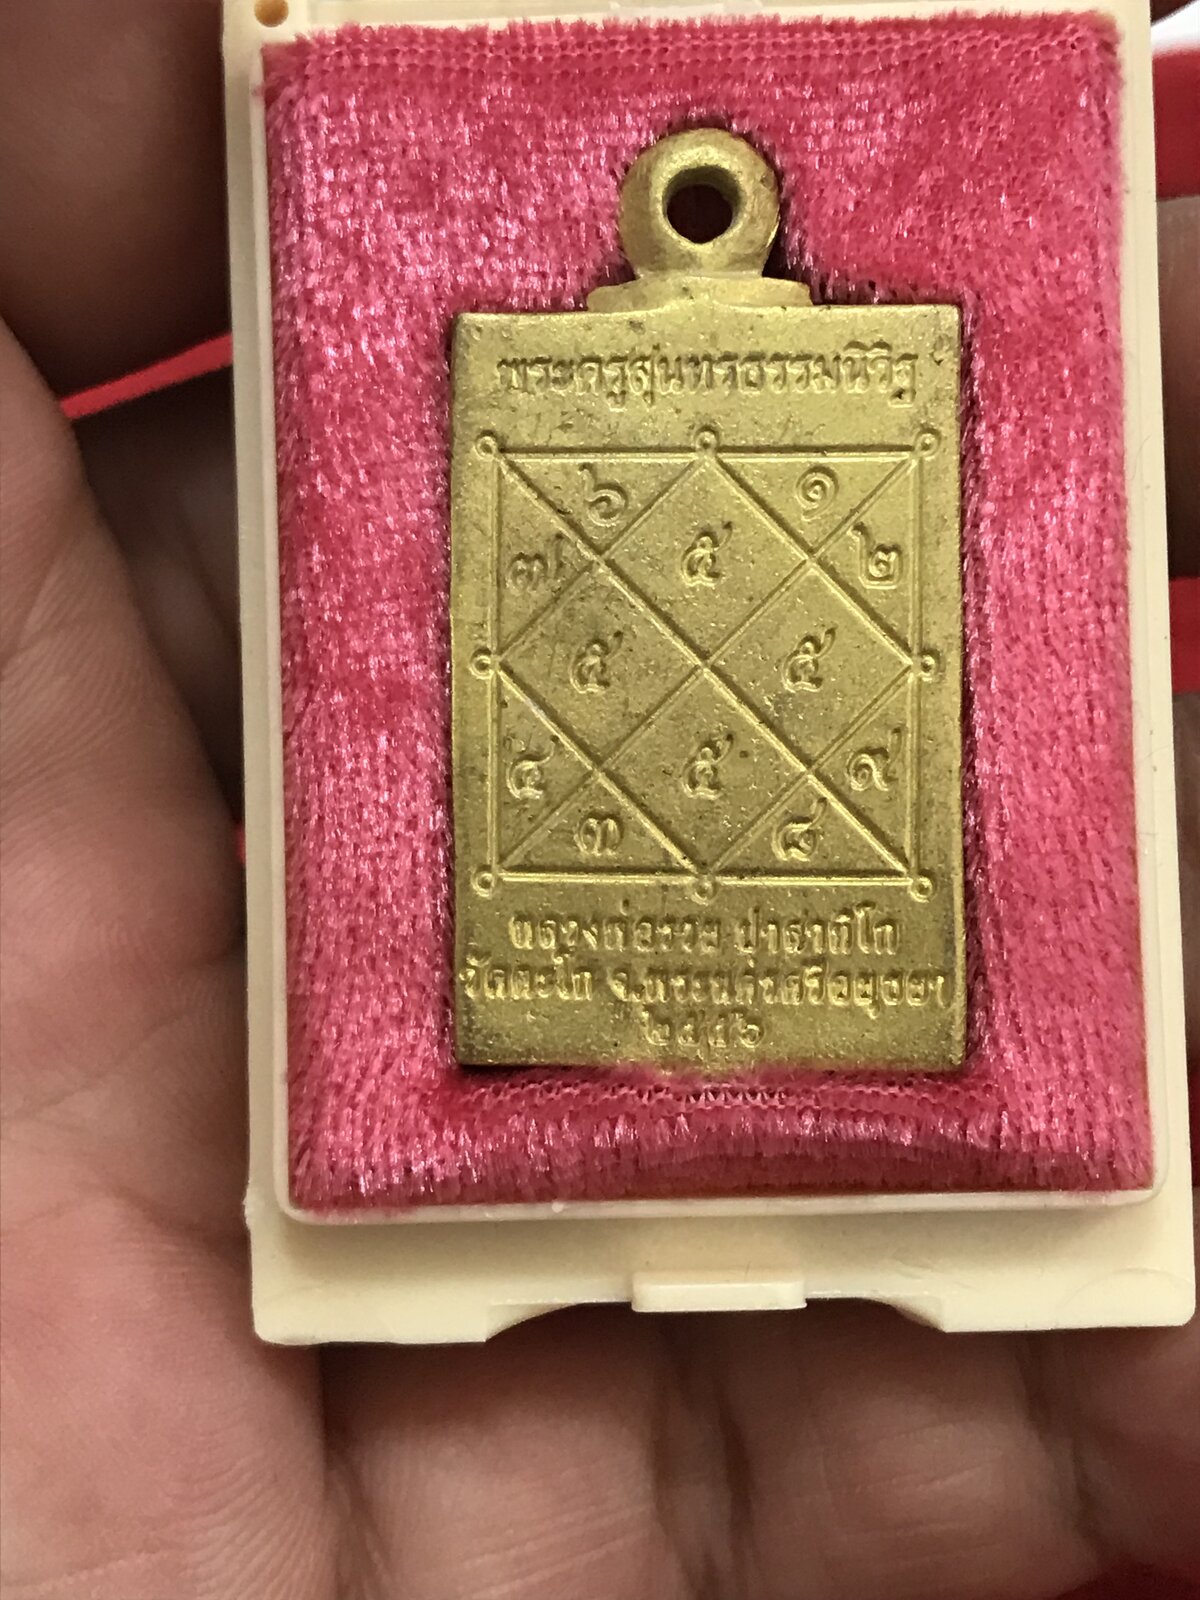 พระครูสุนทรธรรมนิวิฐ
๖ ๑
๗ ๕ ๒
๕ ๕
๔ ๕ ๙
๓ ๘
หลวงพ่อรวย ปาสาทิโก
วัดตะโก จ.พระนครศรีอยุธยา